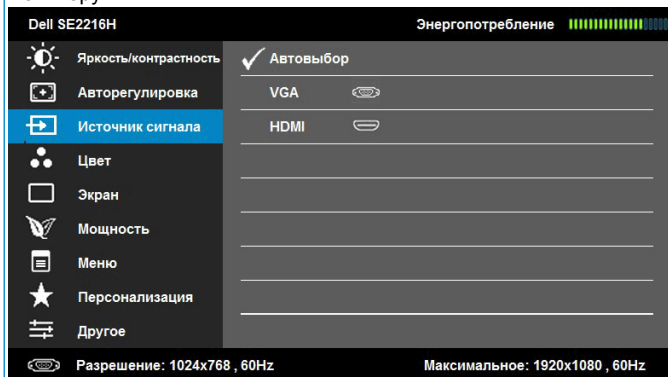 Dell SE2216H Энергопотребление
Яркость/контрастность Автовыбор
Авторегулировка VGA
Источник сигнала HDMI
Цвет
Экран
Мощность
Меню
Персонализация
Другое
Разрешение: 1024x768 , 60Hz Максимальное: 1920x1080 , 60Hz